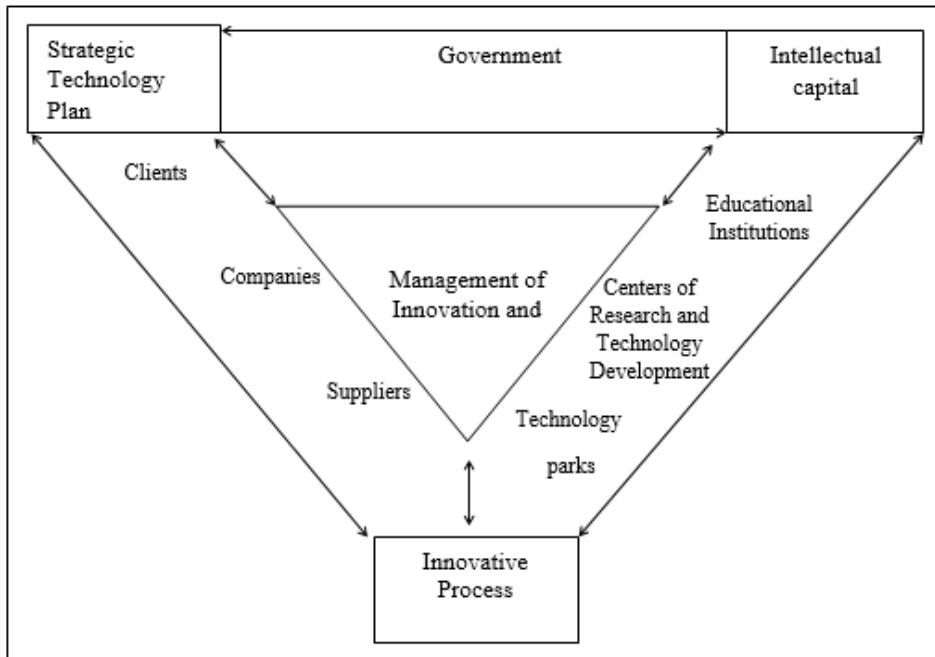 Strategic
Technology
Plan
Government
Intellectual
capital
Clients
Educational
Institutions
Companies
Management of
Innovation and
Centers of
Research and
Technology
Development
Suppliers
Technology
parks
Innovative
Process